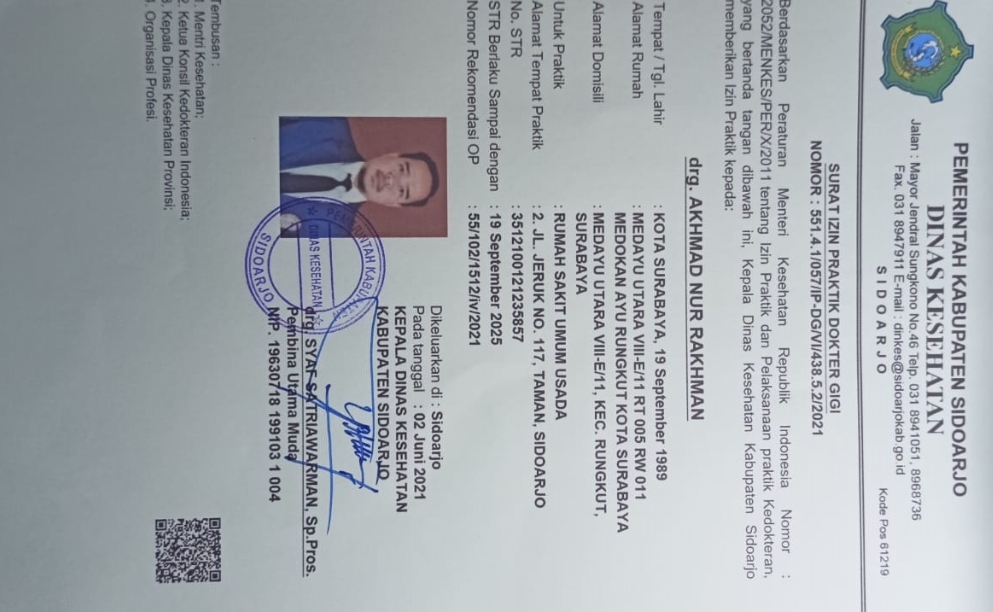 PEMERINTAH KABUPATEN SIDOARJO
DINAS KESEHATAN
Jalan : Mayor Jendral Sungkono No.46 Telp. 031 8941051, 8968736
Fax. 031 8947911 E-mail : dinkes@sidoarjokab.go.id
SIDOARJO
Kode Pos 61219
SURAT IZIN PRAKTIK DOKTER GIGI
NOMOR : 551.4.1/057/IP-DG/VI/438.5.2/2021
Berdasarkan Peraturan Menteri Kesehatan Republik Indonesia Nomor :
2052/MENKES/PER/X/2011 tentang Izin Praktik dan Pelaksanaan praktik Kedokteran,
yang bertanda tangan dibawah ini, Kepala Dinas Kesehatan Kabupaten Sidoarjo
memberikan Izin Praktik kepada:
drg. AKHMAD NUR RAKHMAN
Tempat / Tgl. Lahir : KOTA SURABAYA, 19 September 1989
Alamat Rumah : MEDAYU UTARA VIII-E/11 RT 005 RW 011
MEDOKAN AYU RUNGKUT KOTA SURABAYA
Alamat Domisili : MEDAYU UTARA VIII-E/11, KEC. RUNGKUT,
SURABAYA
Untuk Praktik : RUMAH SAKIT UMUM USADA
Alamat Tempat Praktik : 2. JL. JERUK NO. 117, TAMAN, SIDOARJO
No. STR : 3512100121235857
STR Berlaku Sampai dengan : 19 September 2025
Nomor Rekomendasi OP : 55/102/1512/iv/2021
Dikeluarkan di : Sidoarjo
Pada tanggal : 02 Juni 2021
KEPALA DINAS KESEHATAN
KABUPATEN SIDOARJO
PEMERINTAH KABUPATEN
DINAS KESEHATAN
SIDOARJO
drg. SYAF SATRIAWARMAN, Sp.Pros.
Pembina Utama Muda
NIP. 19630718 199103 1 004
Tembusan :
1. Mentri Kesehatan;
2. Ketua Konsil Kedokteran Indonesia;
3. Kepala Dinas Kesehatan Provinsi;
4. Organisasi Profesi.